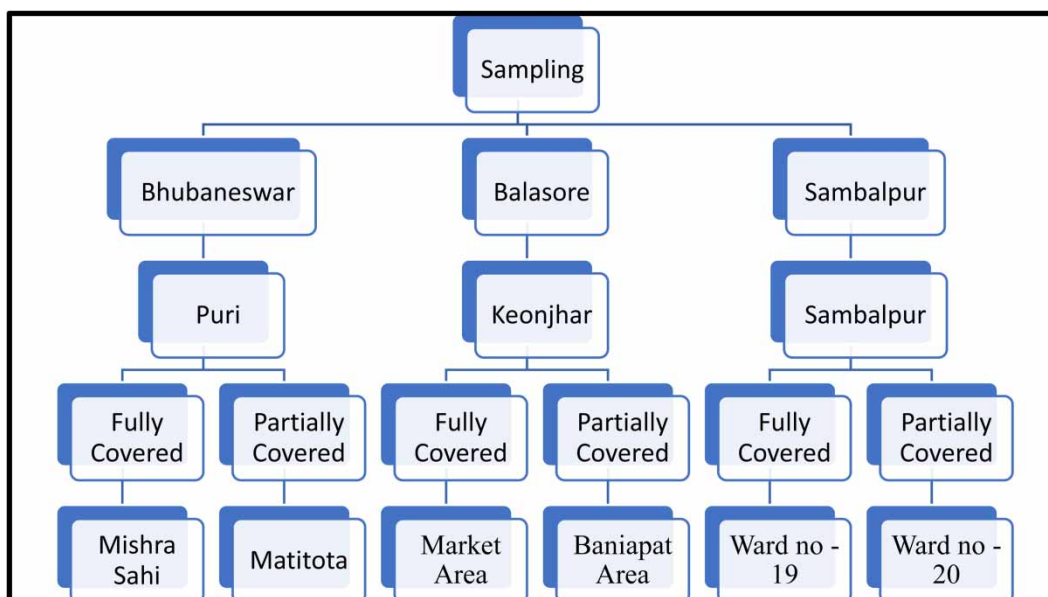 Sampling
Bhubaneswar
Balasore
Sambalpur
Puri
Keonjhar
Sambalpur
Fully
Covered
Partially
Covered
Fully
Covered
Partially
Covered
Fully
Covered
Partially
Covered
Mishra
Sahi
Matitota
Market
Area
Baniapat
Area
Ward no -
19
Ward no -
20